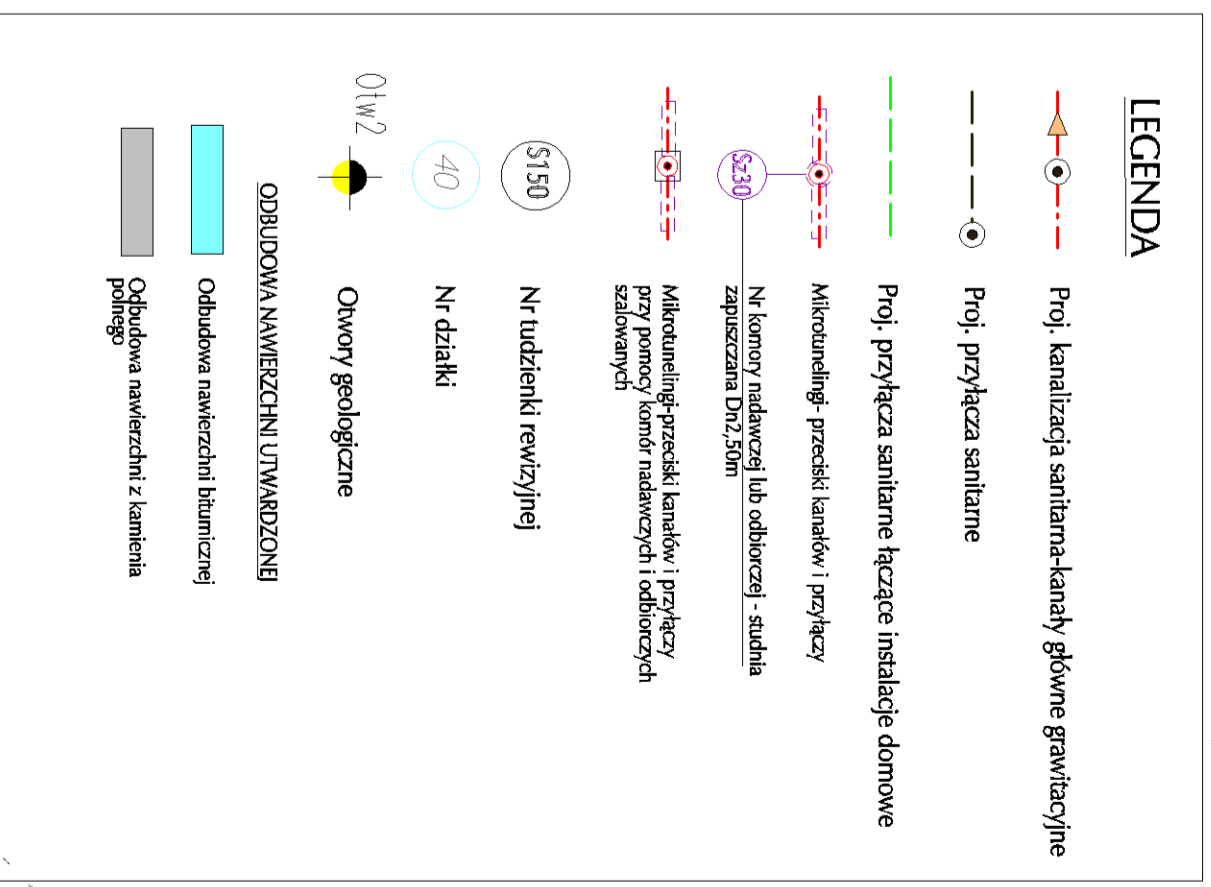 LEGENDA
Proj. kanalizacja sanitarna-kanały główne grawitacyjne
Proj. przyłącza sanitarne
Proj. przyłącza sanitarne łączące instalacje domowe
Mikrotunelingi- przeciski kanałów i przyłączy
Sz30
Nr komory nadawczej lub odbiorczej - studnia
zapuszczana Dn2,50m
Mikrotunelingi-przeciski kanałów i przyłączy
przy pomocy komór nadawczych i odbiorczych
szalowanych
S150
Nr tudzienki rewizyjnej
40
Nr działki
Otw2
Otwory geologiczne
ODBUDOWA NAWIERZCHNI UTWARDZONEJ
Odbudowa nawierzchni bitumicznej
Odbudowa nawierzchni z kamienia
polnego